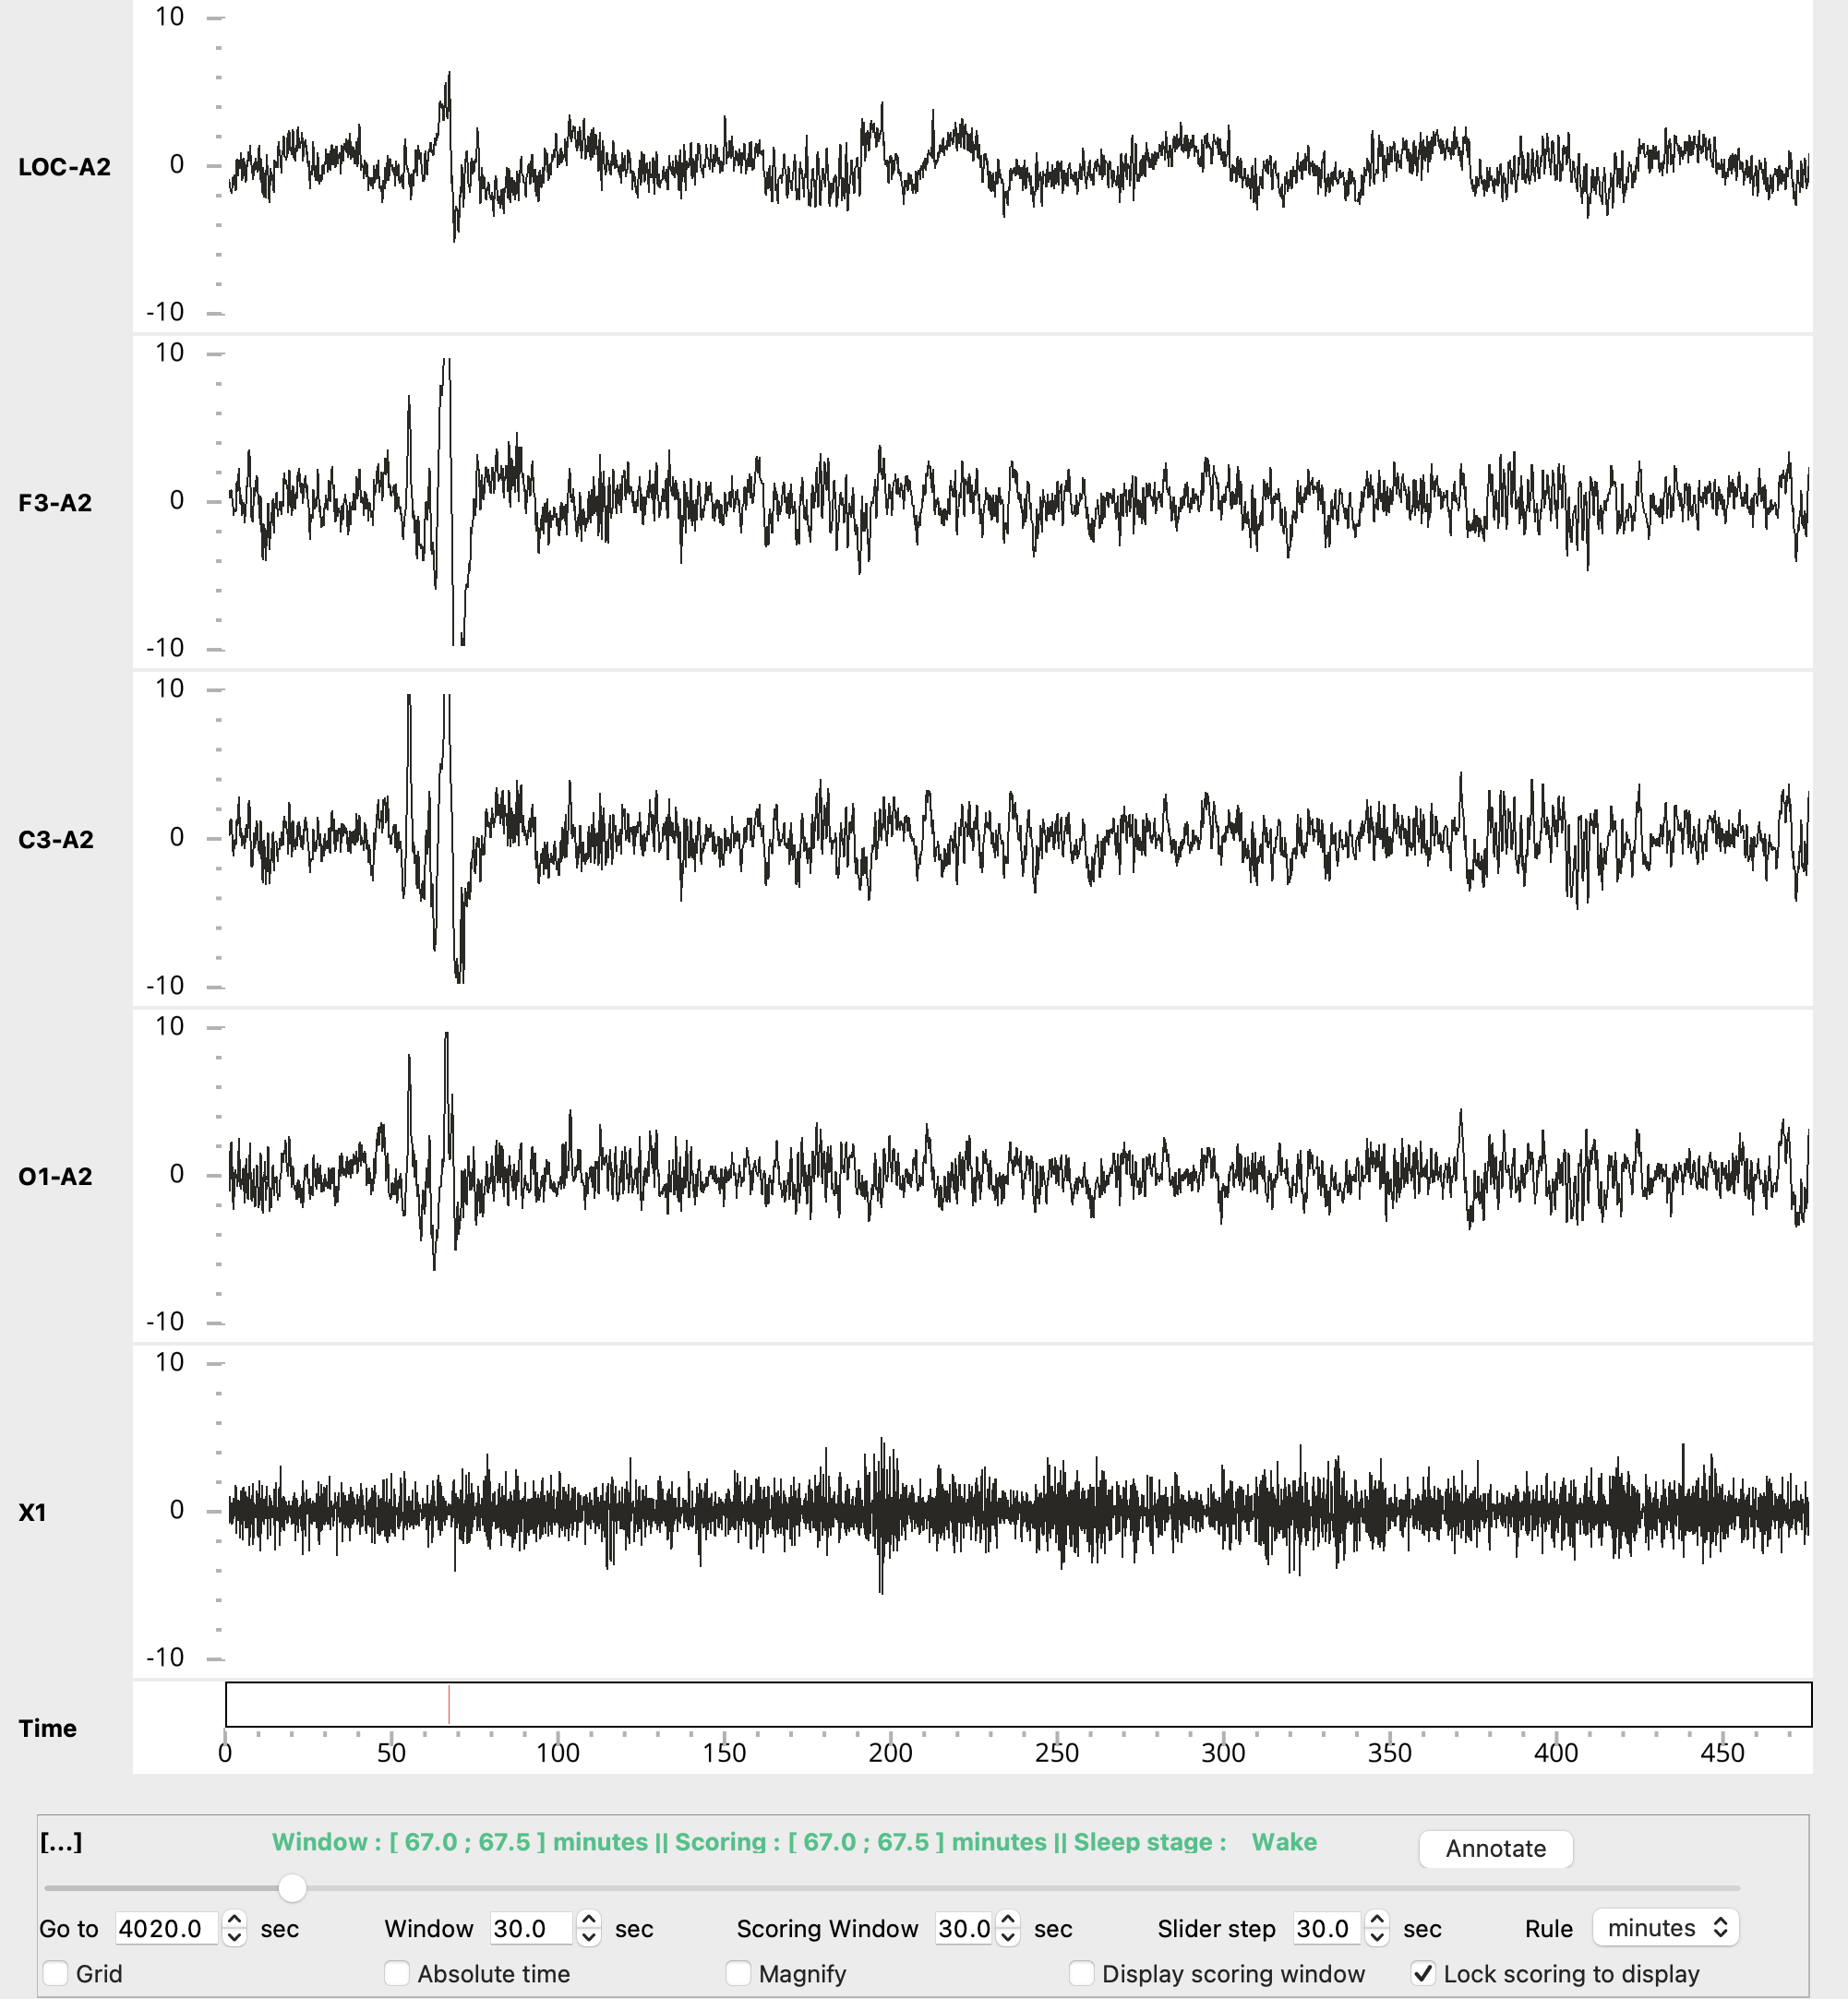 10
LOC-A2 0
-10
10
F3-A2 0
-10
10
C3-A2 0
-10
10
O1-A2 0
-10
10
X1 0
-10
Time
0 50 100 150 200 250 300 350 400 450
[...] Window : [ 67.0 ; 67.5 ] minutes || Scoring : [ 67.0 ; 67.5 ] minutes || Sleep stage : Wake Annotate
Go to 4020.0 sec Window 30.0 sec Scoring Window 30.0 sec Slider step 30.0 sec Rule minutes
Grid Absolute time Magnify Display scoring window Lock scoring to display